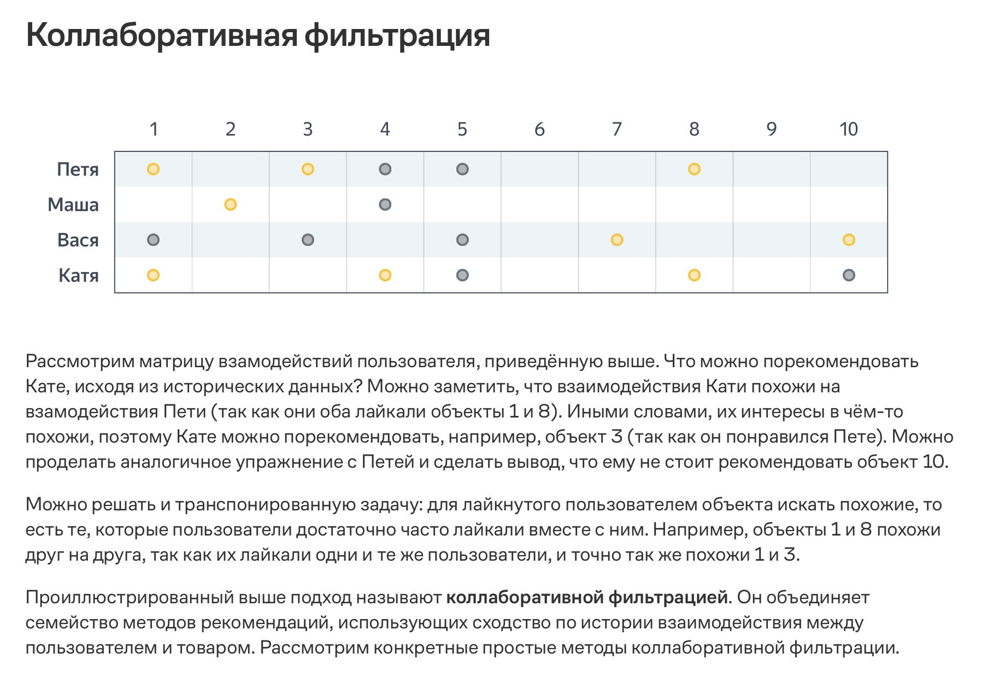 Коллаборативная фильтрация
1 2 3 4 5 6 7 8 9 10
Петя
Маша
Вася
Катя
Рассмотрим матрицу взамодействий пользователя, приведённую выше. Что можно порекомендовать
Кате, исходя из исторических данных? Можно заметить, что взаимодействия Кати похожи на
взамодействия Пети (так как они оба лайкали объекты 1 и 8). Иными словами, их интересы в чём-то
похожи, поэтому Кате можно порекомендовать, например, объект 3 (так как он понравился Пете). Можно
проделать аналогичное упражнение с Петей и сделать вывод, что ему не стоит рекомендовать объект 10.
Можно решать и транспонированную задачу: для лайкнутого пользователем объекта искать похожие, то
есть те, которые пользователи достаточно часто лайкали вместе с ним. Например, объекты 1 и 8 похожи
друг на друга, так как их лайкали одни и те же пользователи, и точно так же похожи 1 и 3.
Проиллюстрированный выше подход называют коллаборативной фильтрацией. Он объединяет
семейство методов рекомендаций, использующих сходство по истории взаимодействия между
пользователем и товаром. Рассмотрим конкретные простые методы коллаборативной фильтрации.